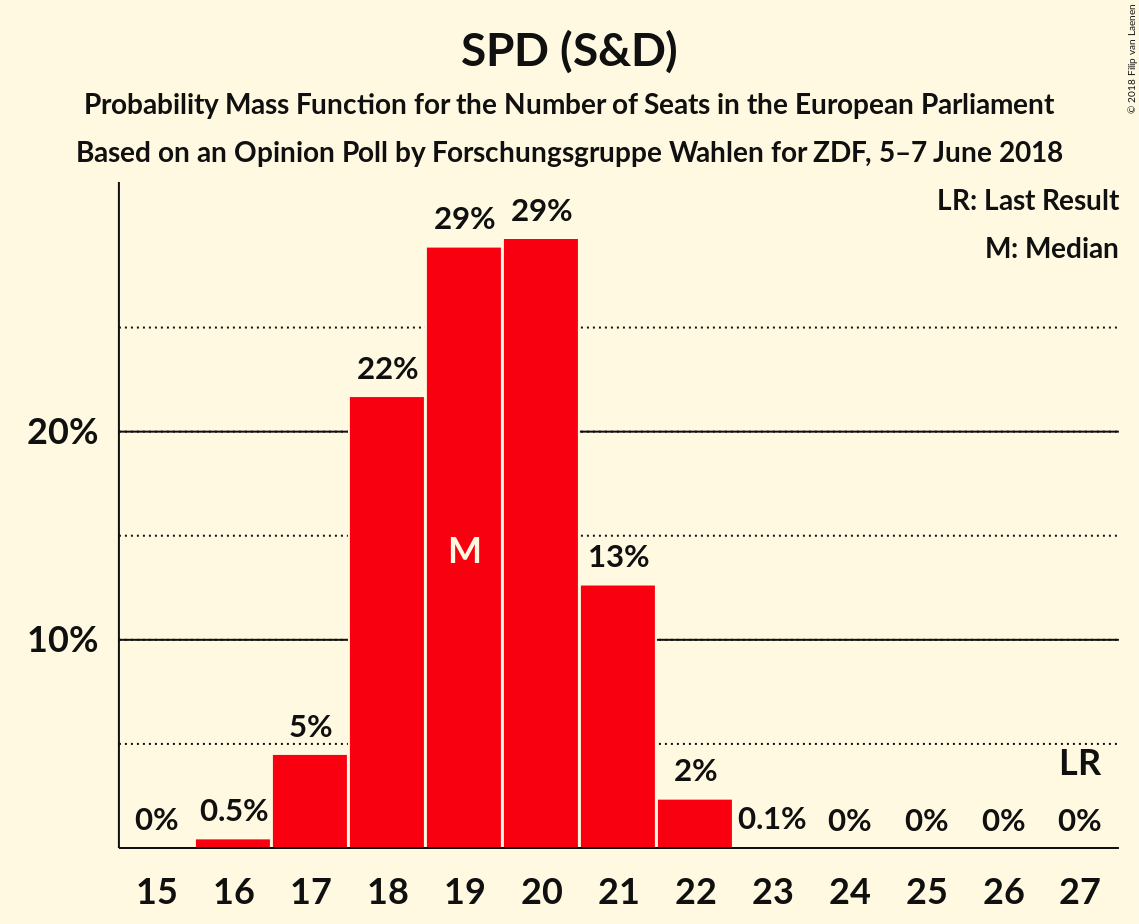 © 2018 Filip van Laenen
SPD (S&D)
Probability Mass Function for the Number of Seats in the European Parliament
Based on an Opinion Poll by Forschungsgruppe Wahlen for ZDF, 5–7 June 2018
LR: Last Result
M: Median
29% 29%
22%
20%
M
13%
10%
5%
LR
2%
0% 0.5% 0.1% 0% 0% 0% 0%
15 16 17 18 19 20 21 22 23 24 25 26 27